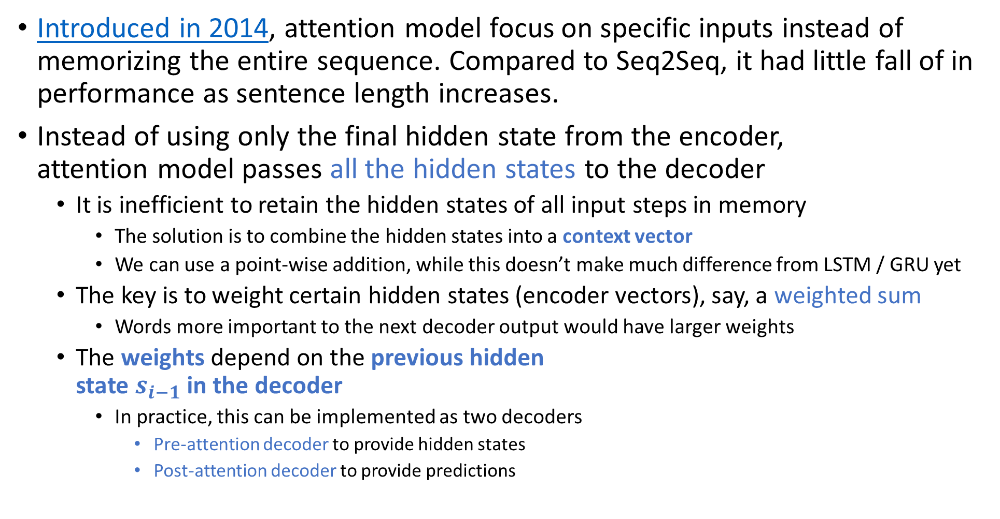 • Introduced in 2014, attention model focus on specific inputs instead of
memorizing the entire sequence. Compared to Seq2Seq, it had little fall of in
performance as sentence length increases.
• Instead of using only the final hidden state from the encoder,
attention model passes all the hidden states to the decoder
• It is inefficient to retain the hidden states of all input steps in memory
• The solution is to combine the hidden states into a context vector
• We can use a point-wise addition, while this doesn’t make much difference from LSTM / GRU yet
• The key is to weight certain hidden states (encoder vectors), say, a weighted sum
• Words more important to the next decoder output would have larger weights
• The weights depend on the previous hidden
state s_{i−1} in the decoder
• In practice, this can be implemented as two decoders
• Pre-attention decoder to provide hidden states
• Post-attention decoder to provide predictions